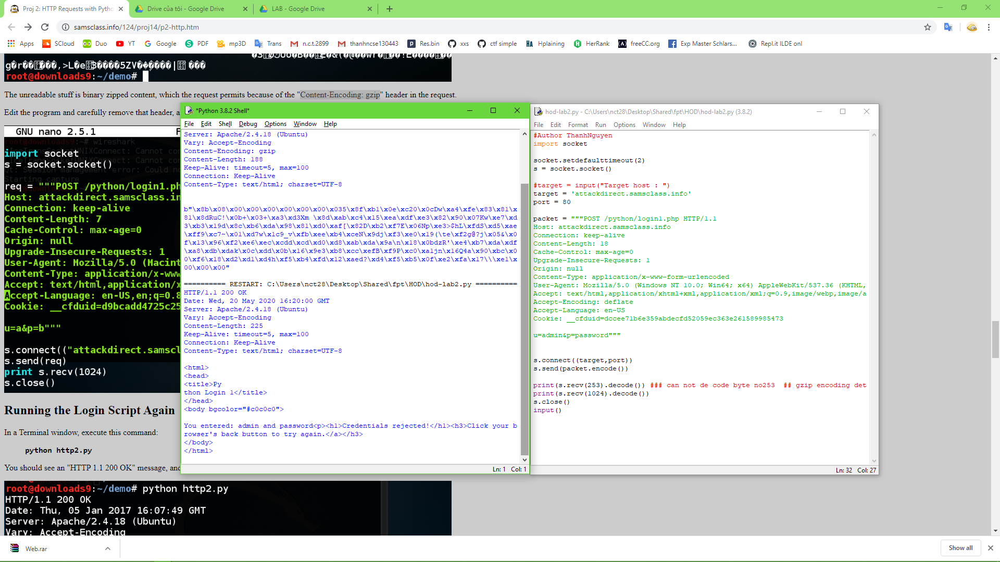 Proj 2: HTTP Requests with Pytho
Drive của tôi - Google Drive
LAB - Google Drive
samsclass.info/124/proj14/p2-http.htm
Apps SCloud Duo YT Google PDF mp3D Trans n.c.t.2899 thanhncse130443 Res.bin xxs ctf simple Hplaining HerRank freeCC.org Exp Master Schlars... Repl.it ILDE onl
root@downloads9:~/demo#
The unreadable stuff is binary zipped content, which the request permits because of the "Content-Encoding: gzip" header in the request.
Edit the program and carefully remove that header, a
GNU nano 2.5.1 F
import socket
s = socket.socket()
req = """POST /python/login1.ph
Host: attackdirect.samsclass.in
Connection: keep-alive
Content-Length: 7
Cache-Control: max-age=0
Origin: null
Upgrade-Insecure-Requests: 1
User-Agent: Mozilla/5.0 (Macint
Content-Type: application/x-www
Accept: text/html,application/x
Accept-Language: en-US,en;q=0.8
Cookie: __cfduid=d9bcadd4725c25
u=a&p=b"""
s.connect(("attackdirect.samscl
s.send(req)
print s.recv(1024)
s.close()
Running the Login Script Again
In a Terminal window, execute this command:
python http2.py
You should see an "HTTP 1.1 200 OK" message, and
root@downloads9:~/demo# python http2.py
HTTP/1.1 200 OK
Date: Thu, 05 Jan 2017 16:07:49 GMT
Server: Apache/2.4.18 (Ubuntu)
Vary: Accept-Encoding
*Python 3.8.2 Shell*
File Edit Shell Debug Options Window Help
Server: Apache/2.4.18 (Ubuntu)
Vary: Accept-Encoding
Content-Encoding: gzip
Content-Length: 188
Keep-Alive: timeout=5, max=100
Connection: Keep-Alive
Content-Type: text/html; charset=UTF-8
b"\x8b\x08\x00\x00\x00\x00\x00\x00\x035\x8f\xb1\x0e\xc20\x0cDw\xa4\xfe\x83\x81\x
81\x8dRuC!\x0b+\x03+\xa3\xd3Xm \x8d\xab\xc4\x15\xea\xdf\xe3\x82\x90\x07Kw\xe7\xd
3\xb3\x19d\x8c\xb6\xda\x98\x81\xd0\xaf[\x82D\xb2\xf7E\x06Np\xe3>$hL\xfdS\xd5\xae
\xff9\xc7~\x01\xd7w\x1c9_v\xfb\xee\xb4\xceN\x9dj\xf3\xe0\x19(\te\xf2g@?j\x05&\x0
f\x13\x96\xf2\xe6\xec\xcdd\xcd\xd0\xd8\xab\xda\x9a\n\x18\x0bdzR'\xe4\xb7\xda\xdf
\xa8\xdb\xdak\x0c\xdd\x0b\x16\x9e3\xb8\xcc\xefB\xf9P\xc0\xa1jn\x16Q4a\x90\xbc\x0
0\xf6\x18\xd2\xd1\xd4h\xf5\xb4\xfd\x12\xaed?\xd4\xf5\xb5\x0f\xe2\xfa\x17\\\xe1\x
00\x00\x00"
========== RESTART: C:\Users\nct28\Desktop\Shared\fpt\HOD\hod-lab2.py ==========
HTTP/1.1 200 OK
Date: Wed, 20 May 2020 16:20:00 GMT
Server: Apache/2.4.18 (Ubuntu)
Vary: Accept-Encoding
Content-Length: 225
Keep-Alive: timeout=5, max=100
Connection: Keep-Alive
Content-Type: text/html; charset=UTF-8
<html>
<head>
<title>Py
thon Login 1</title>
</head>
<body bgcolor="#c0c0c0">
You entered: admin and password<p><h1>Credentials rejected!</h1><h3>Click your b
rowser's back button to try again.</a></h3>
</body>
</html>
Ln: 1 Col: 1
hod-lab2.py - C:\Users\nct28\Desktop\Shared\fpt\HOD\hod-lab2.py (3.8.2)
File Edit Format Run Options Window Help
#Author ThanhNguyen
import socket
socket.setdefaulttimeout(2)
s = socket.socket()
#target = input("Target host : ")
target = 'attackdirect.samsclass.info'
port = 80
packet = """POST /python/login1.php HTTP/1.1
Host: attackdirect.samsclass.info
Connection: keep-alive
Content-Length: 18
Cache-Control: max-age=0
Upgrade-Insecure-Requests: 1
Origin: null
Content-Type: application/x-www-form-urlencoded
User-Agent: Mozilla/5.0 (Windows NT 10.0; Win64; x64) AppleWebKit/537.36 (KHTML,
Accept: text/html,application/xhtml+xml,application/xml;q=0.9,image/webp,image/a
Accept-Encoding: deflate
Accept-Language: en-US
Cookie: __cfduid=dccee71b6e359abdecfd52059ec363e261589985473
u=admin&p=password"""
s.connect((target,port))
s.send(packet.encode())
print(s.recv(253).decode()) ### can not de code byte no253  ## gzip encoding det
print(s.recv(1024).decode())
s.close()
input()
Ln: 32 Col: 27
Web.rar
Show all